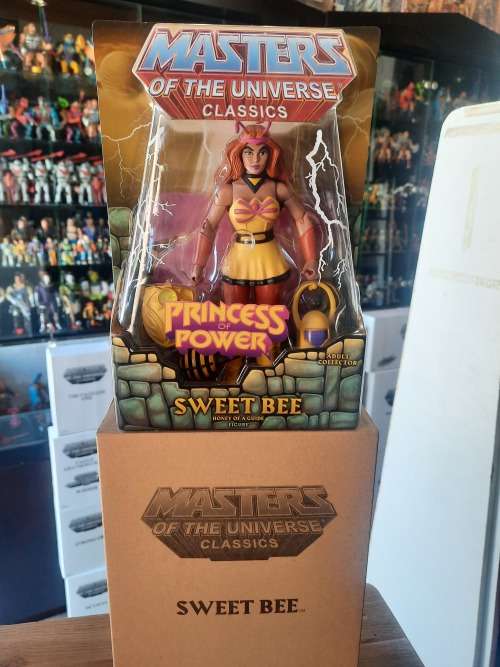 MASTERS
OF THE UNIVERSE
CLASSICS
PRINCESS
OF
POWER
ADULT
COLLECTOR
SWEET BEE
HONEY OF A GUIDE
FIGURE
MASTERS
OF THE UNIVERSE
CLASSICS
SWEET BEE